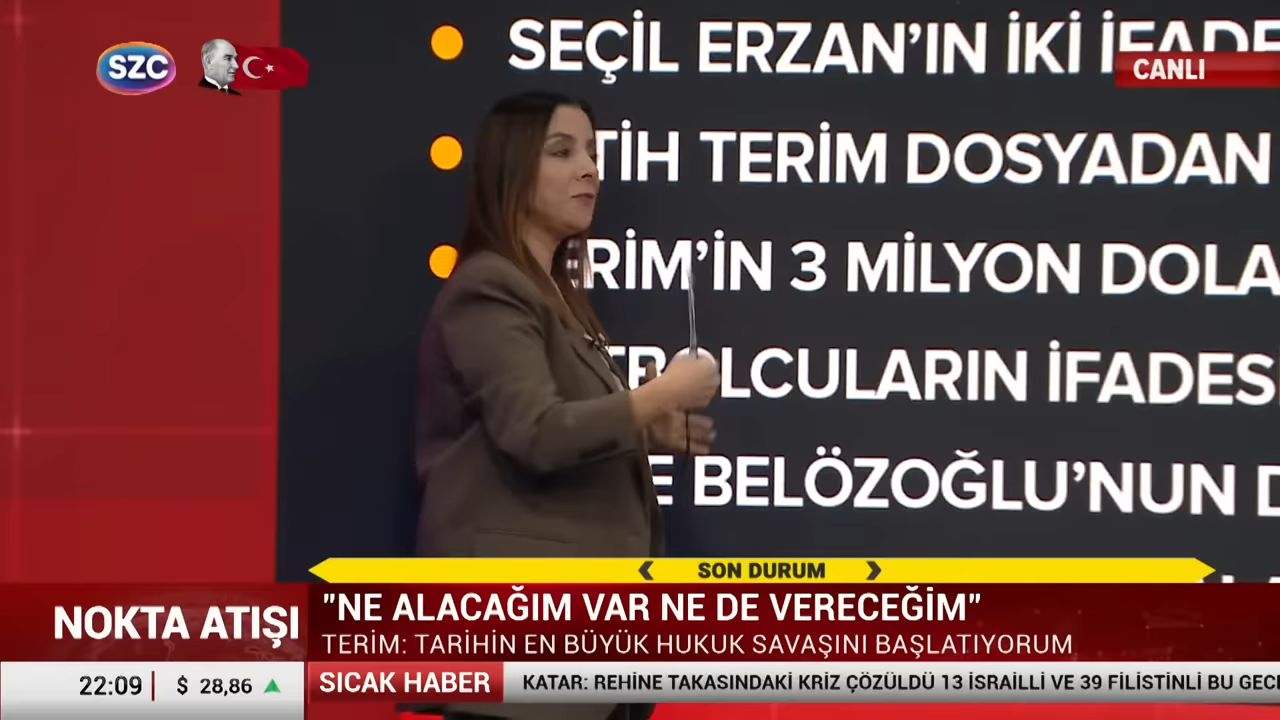 SZC
SEÇİL ERZAN'IN İKİ İFADE
CANLI
TİH TERİM DOSYADAN
RİM'İN 3 MİLYON DOLA
LCULARIN İFADES
E BELÖZOĞLU'NUN D
SON DURUM
NOKTA ATIŞI
"NE ALACAĞIM VAR NE DE VERECEĞİM"
TERİM: TARİHİN EN BÜYÜK HUKUK SAVAŞINI BAŞLATIYORUM
22:09
$ 28,86
SICAK HABER
KATAR: REHİNE TAKASINDAKİ KRİZ ÇÖZÜLDÜ 13 İSRAİLLİ VE 39 FİLİSTİNLİ BU GECE